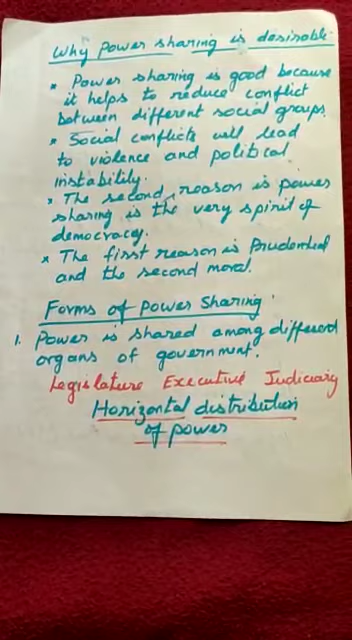 Why Power sharing is desirable:
* Power sharing is good because
it helps to reduce conflict
between different social groups.
* Social conflicts will lead
to violence and political
instability.
* The second reason is power
sharing is the very spirit of
democracy.
* The first reason is Prudential
and the second moral.
Forms of Power Sharing
1. Power is shared among different
organs of government.
Legislature Executive Judiciary
Horizontal distribution
of power